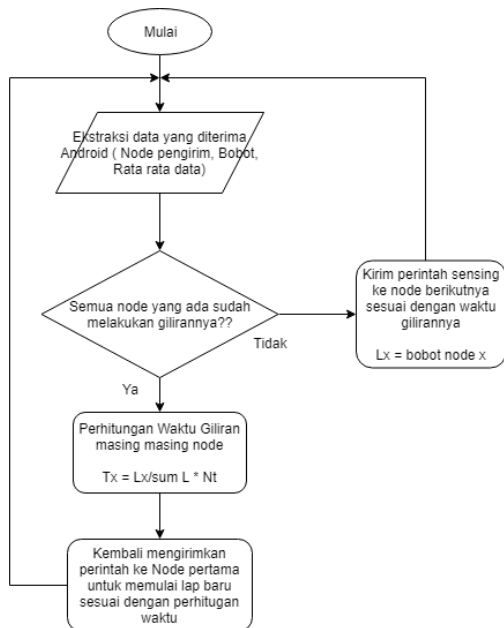 Mulai
Ekstraksi data yang diterima
Android ( Node pengirim, Bobot,
Rata rata data)
Semua node yang ada sudah
melakukan gilirannya??
Tidak
Kirim perintah sensing
ke node berikutnya
sesuai dengan waktu
gilirannya
Lx = bobot node x
Ya
Perhitungan Waktu Giliran
masing masing node
Tx = Lx/sum L * Nt
Kembali mengirimkan
perintah ke Node pertama
untuk memulai lap baru
sesuai dengan perhitugan
waktu